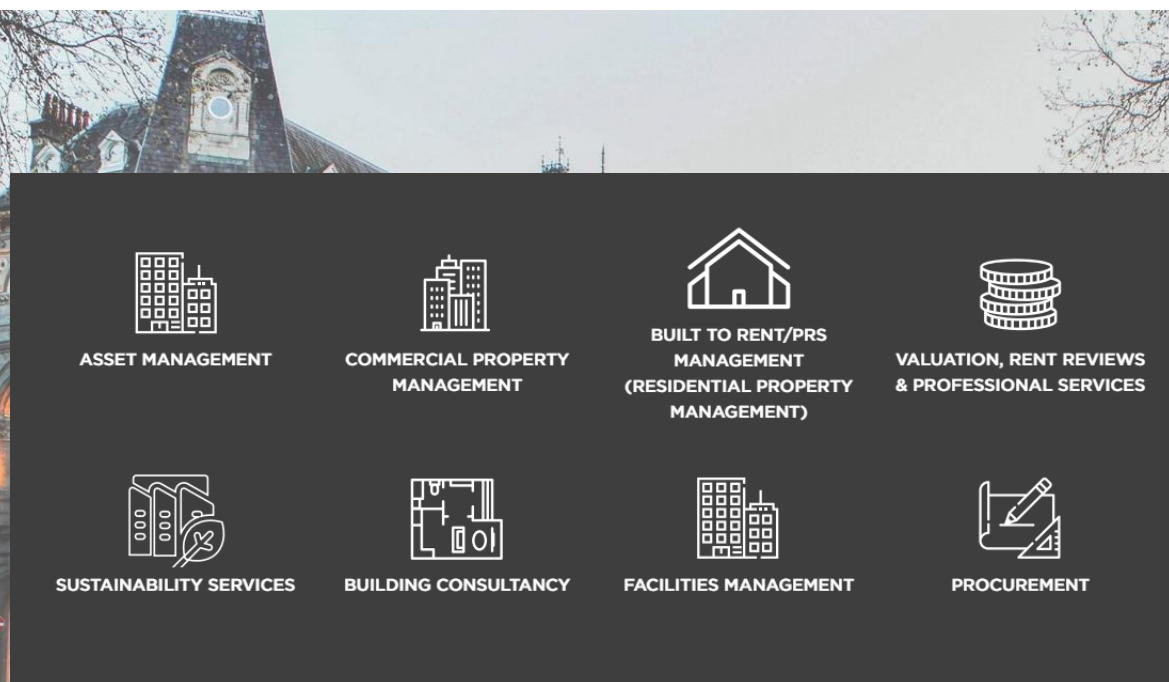 ASSET MANAGEMENT
COMMERCIAL PROPERTY
MANAGEMENT
BUILT TO RENT/PRS
MANAGEMENT
(RESIDENTIAL PROPERTY
MANAGEMENT)
VALUATION, RENT REVIEWS
& PROFESSIONAL SERVICES
SUSTAINABILITY SERVICES
BUILDING CONSULTANCY
FACILITIES MANAGEMENT
PROCUREMENT